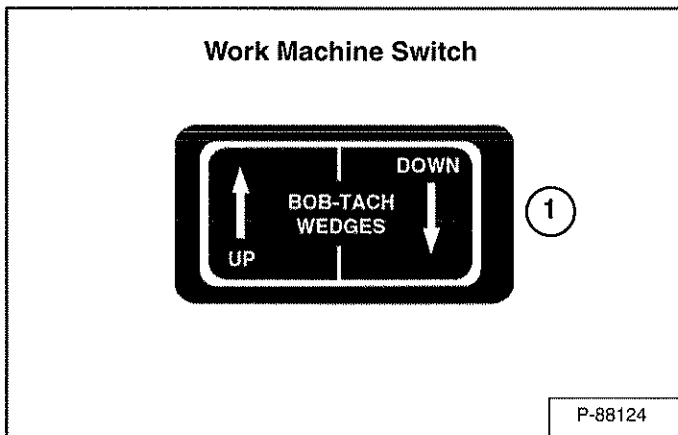 Work Machine Switch
UP
BOB-TACH
WEDGES
DOWN
1
P-88124